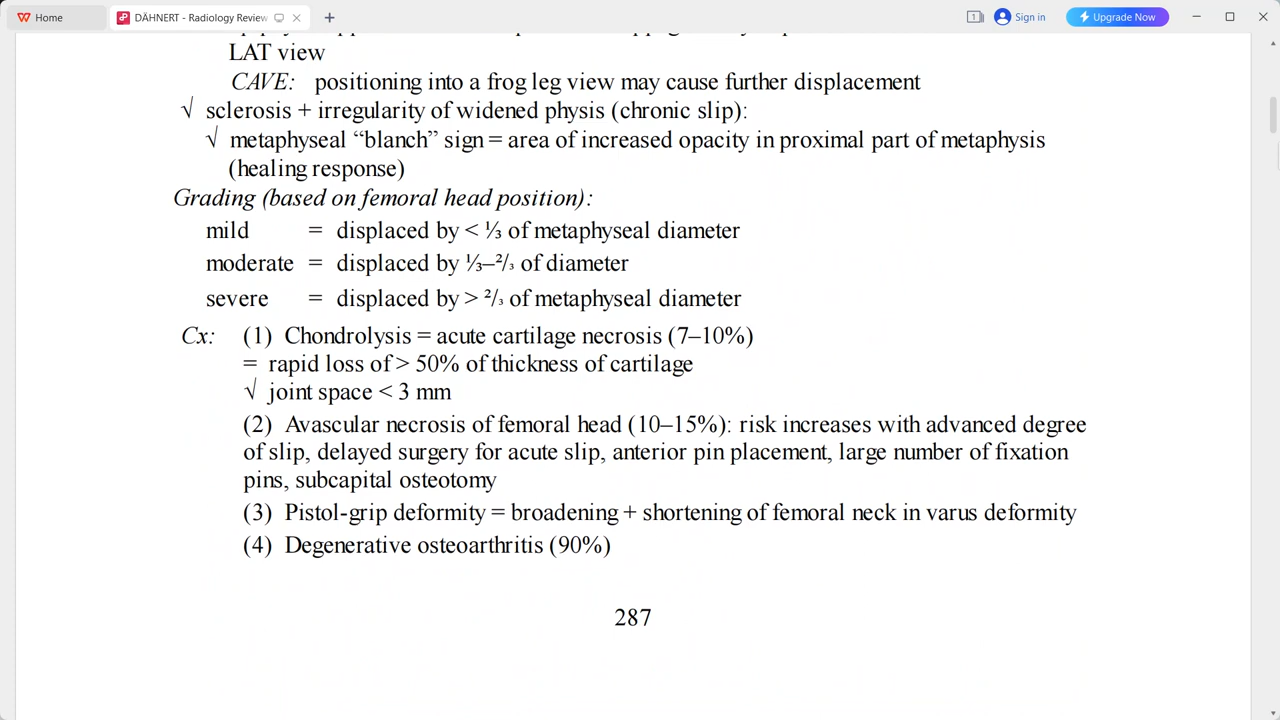 Home
DÄHNERT - Radiology Review
Sign in
Upgrade Now
LAT view
CAVE: positioning into a frog leg view may cause further displacement
√ sclerosis + irregularity of widened physis (chronic slip):
√ metaphyseal “blanch” sign = area of increased opacity in proximal part of metaphysis
(healing response)
Grading (based on femoral head position):
mild = displaced by < ⅓ of metaphyseal diameter
moderate = displaced by ⅓–²/₃ of diameter
severe = displaced by > ²/₃ of metaphyseal diameter
Cx: (1) Chondrolysis = acute cartilage necrosis (7–10%)
= rapid loss of > 50% of thickness of cartilage
√ joint space < 3 mm
(2) Avascular necrosis of femoral head (10–15%): risk increases with advanced degree
of slip, delayed surgery for acute slip, anterior pin placement, large number of fixation
pins, subcapital osteotomy
(3) Pistol-grip deformity = broadening + shortening of femoral neck in varus deformity
(4) Degenerative osteoarthritis (90%)
287